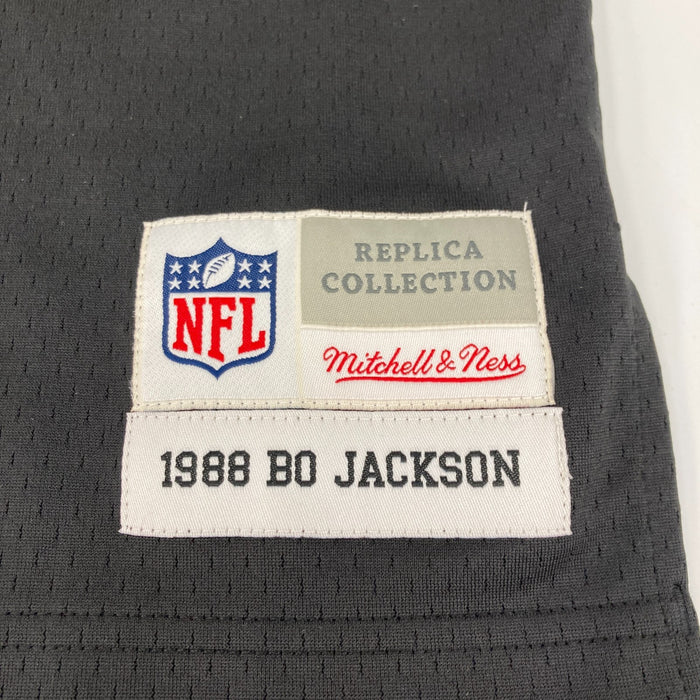 NFL
REPLICA
COLLECTION
Mitchell & Ness
1988 BO JACKSON